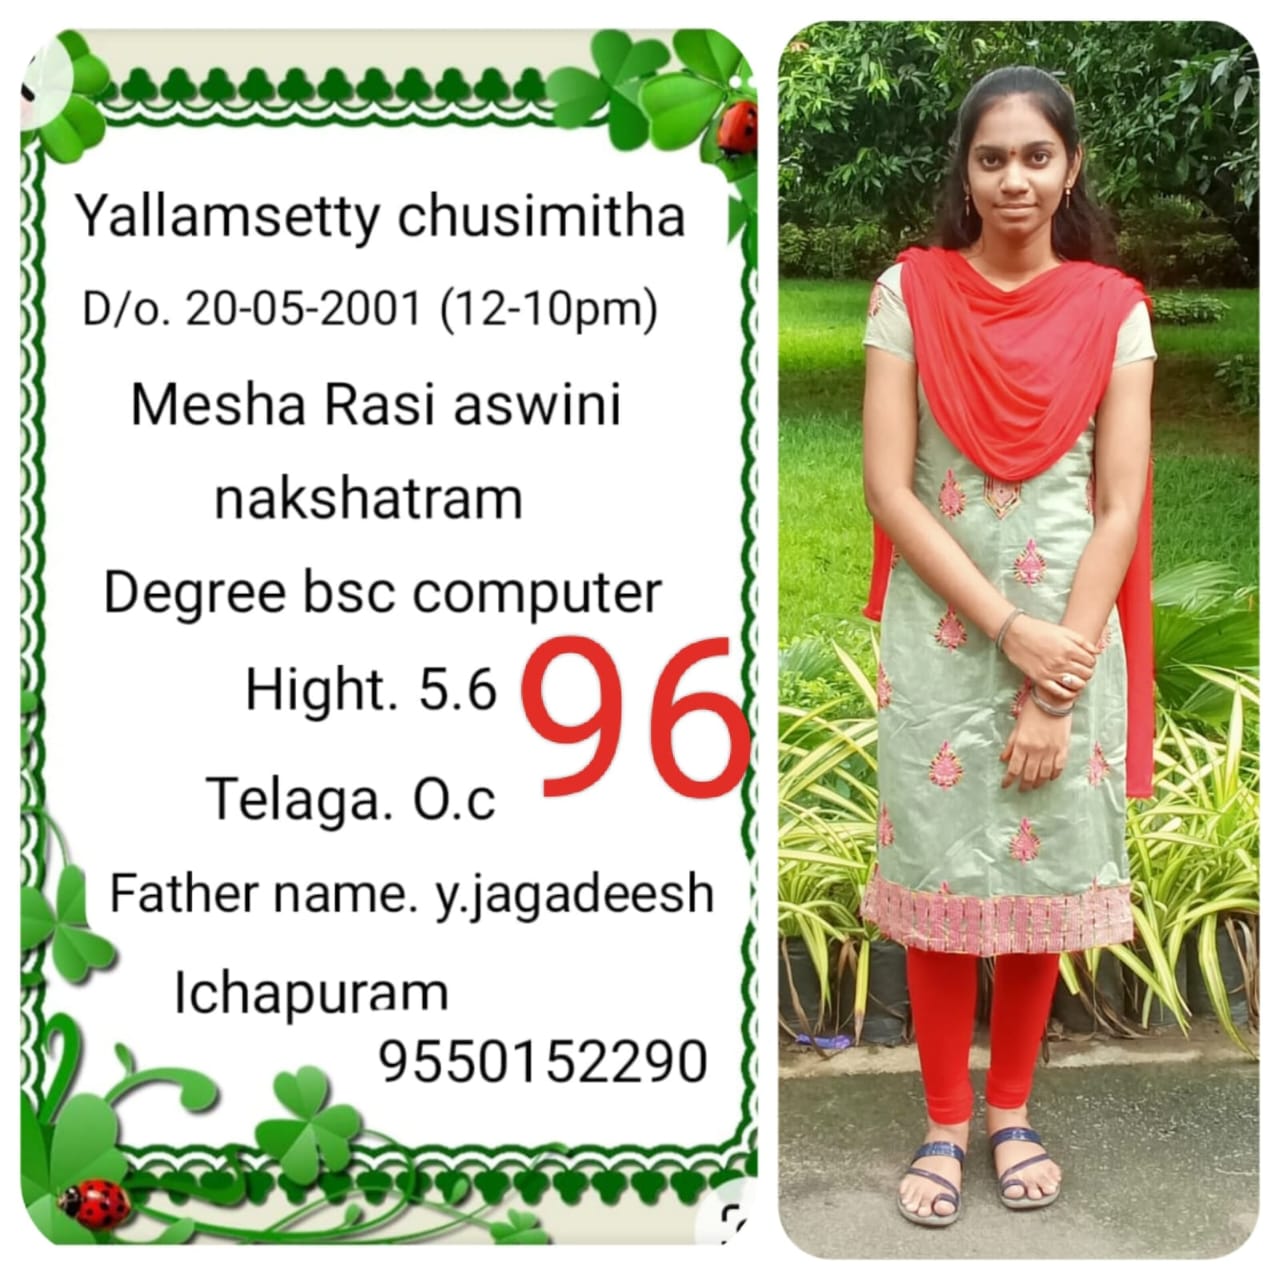 Yallamsetty chusimitha
D/o. 20-05-2001 (12-10pm)
Mesha Rasi aswini
nakshatram
Degree bsc computer
Hight. 5.6
96
Telaga. O.c
Father name. y.jagadeesh
Ichapuram
9550152290